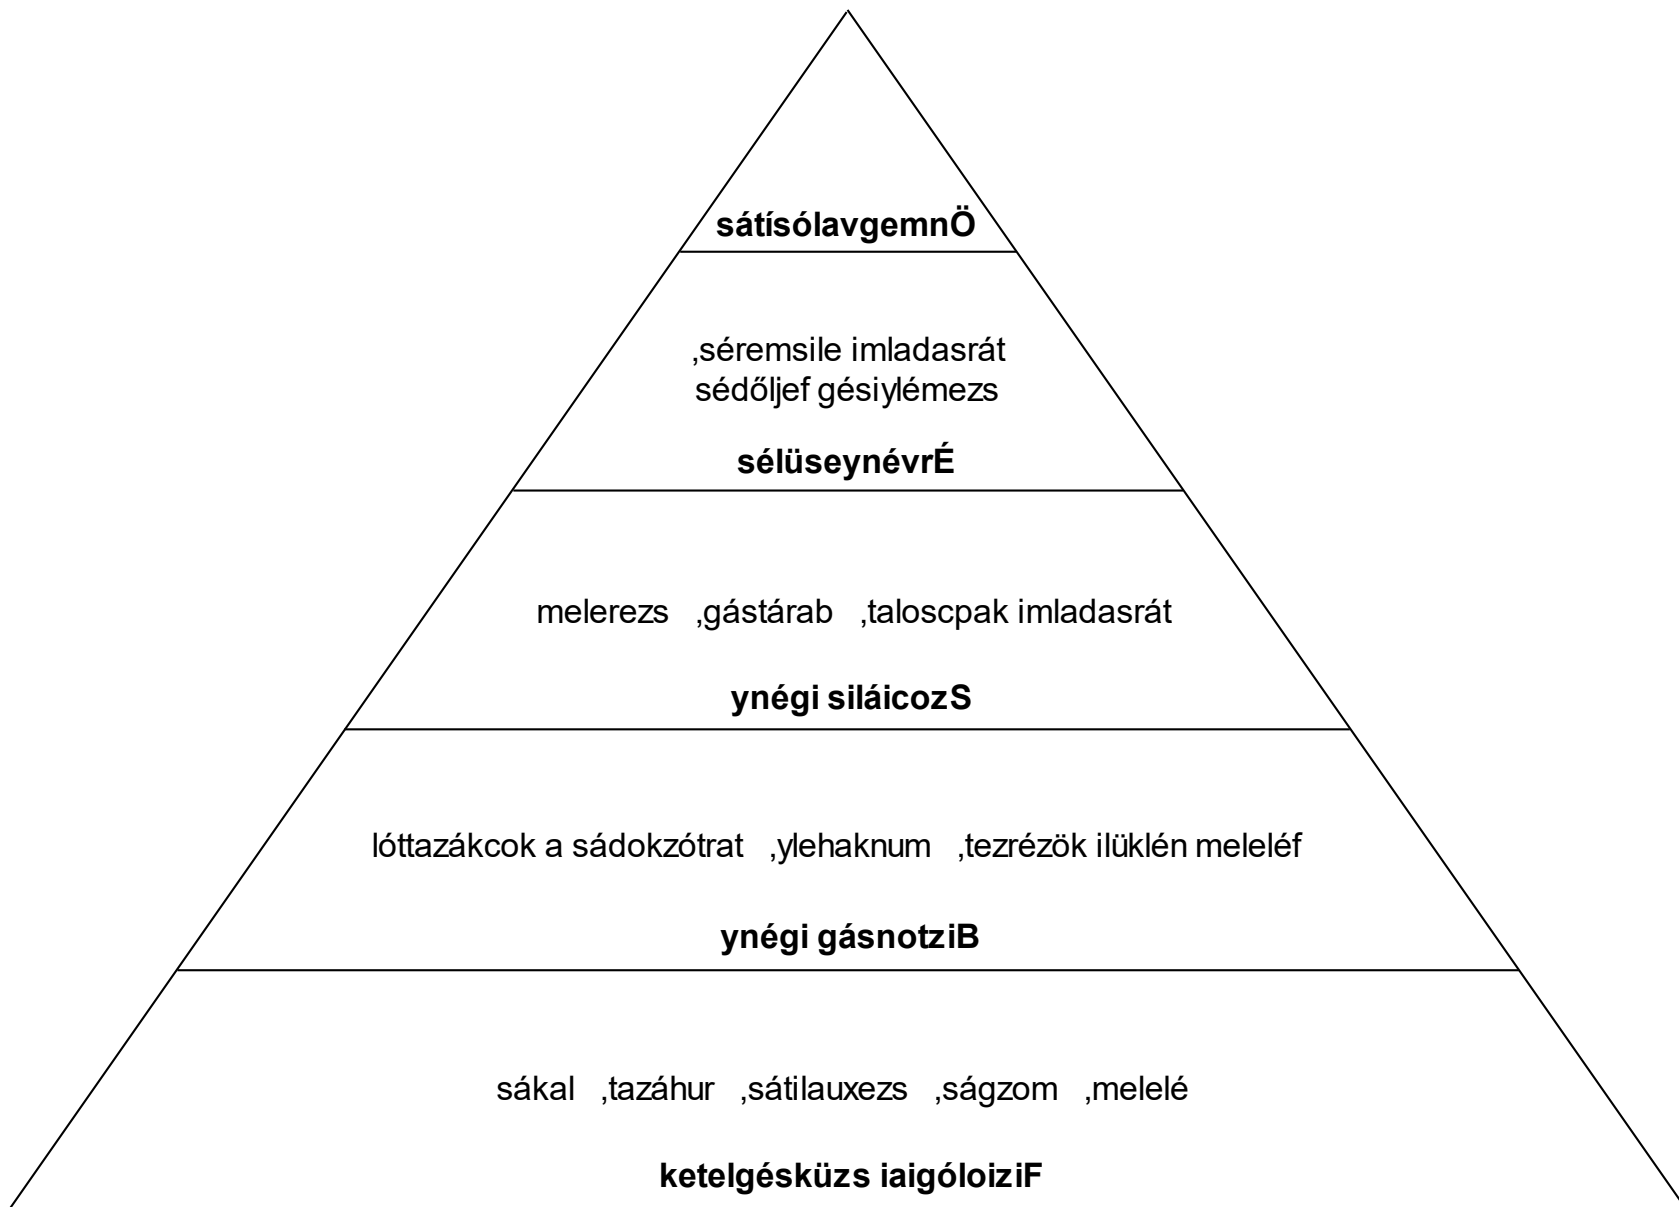 sátísólavgemnÖ
,séremsile imladasrát
sédőljef gésiylémezs
sélüseynévrÉ
melerezs ,gástárab ,taloscpak imladasrát
ynégi siláicozS
lóttazákcok a sádokzótrat ,ylehaknum ,tezrézök ilüklén meleléf
ynégi gásnotziB
sákal ,tazáhur ,sátilauxezs ,ságzom ,melelé
ketelgésküzs iaigóloiziF